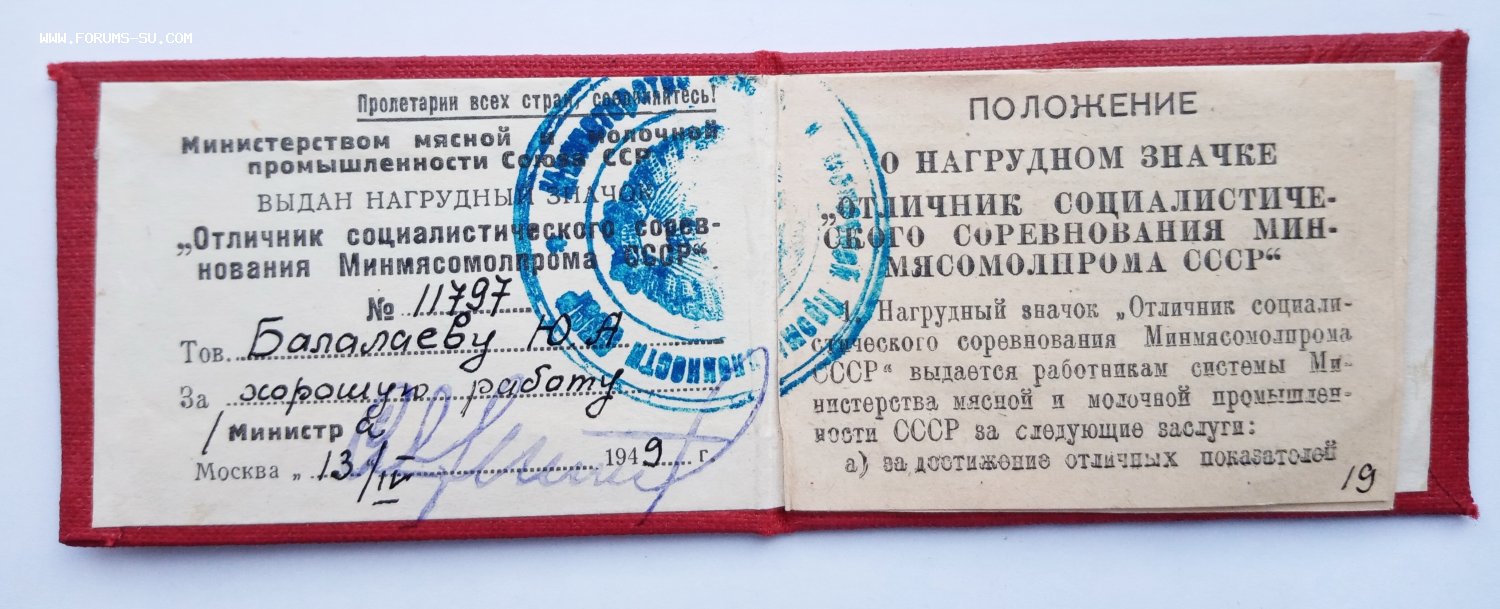 WWW.FORUMS-SU.COM
Пролетарии всех стран, соединяйтесь!
Министерством мясной и молочной
промышленности Союза ССР
ВЫДАН НАГРУДНЫЙ ЗНАЧОК
„Отличник социалистического сорев-
нования Минмясомолпрома СССР“
№ 11797
Тов. Балалаеву Ю.А
За хорошую работу
/ Министр а
Москва „ 13/IV 1949 г.
Министерство
ПОЛОЖЕНИЕ
О НАГРУДНОМ ЗНАЧКЕ
„ОТЛИЧНИК СОЦИАЛИСТИЧЕ-
СКОГО СОРЕВНОВАНИЯ МИН-
МЯСОМОЛПРОМА СССР“
1. Нагрудный значок „Отличник социали-
стического соревнования Минмясомолпрома
СССР“ выдается работникам системы Ми-
нистерства мясной и молочной промышлен-
ности СССР за следующие заслуги:
а) за достижение отличных показателей
19